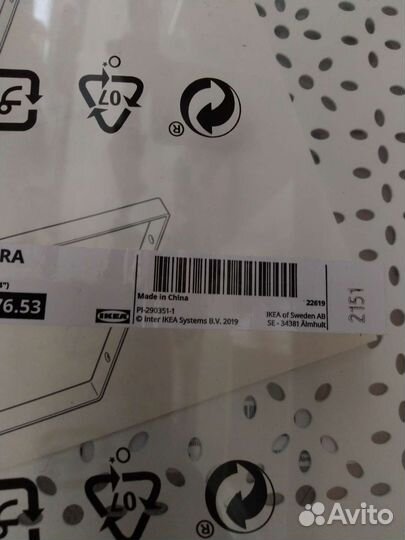 07
®
RA
4")
76.53
IKEA
Made in China
22619
PI-290351-1
© Inter IKEA Systems B.V. 2019
IKEA of Sweden AB
SE - 34381 Älmhult
2151
07
®
Avito